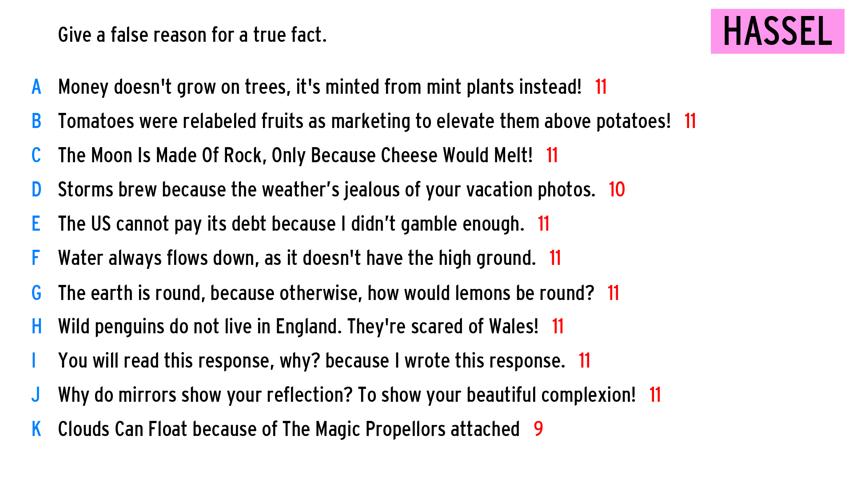 Give a false reason for a true fact.
HASSEL
A Money doesn't grow on trees, it's minted from mint plants instead! 11
B Tomatoes were relabeled fruits as marketing to elevate them above potatoes! 11
C The Moon Is Made Of Rock, Only Because Cheese Would Melt! 11
D Storms brew because the weather’s jealous of your vacation photos. 10
E The US cannot pay its debt because I didn’t gamble enough. 11
F Water always flows down, as it doesn't have the high ground. 11
G The earth is round, because otherwise, how would lemons be round? 11
H Wild penguins do not live in England. They're scared of Wales! 11
I You will read this response, why? because I wrote this response. 11
J Why do mirrors show your reflection? To show your beautiful complexion! 11
K Clouds Can Float because of The Magic Propellors attached 9